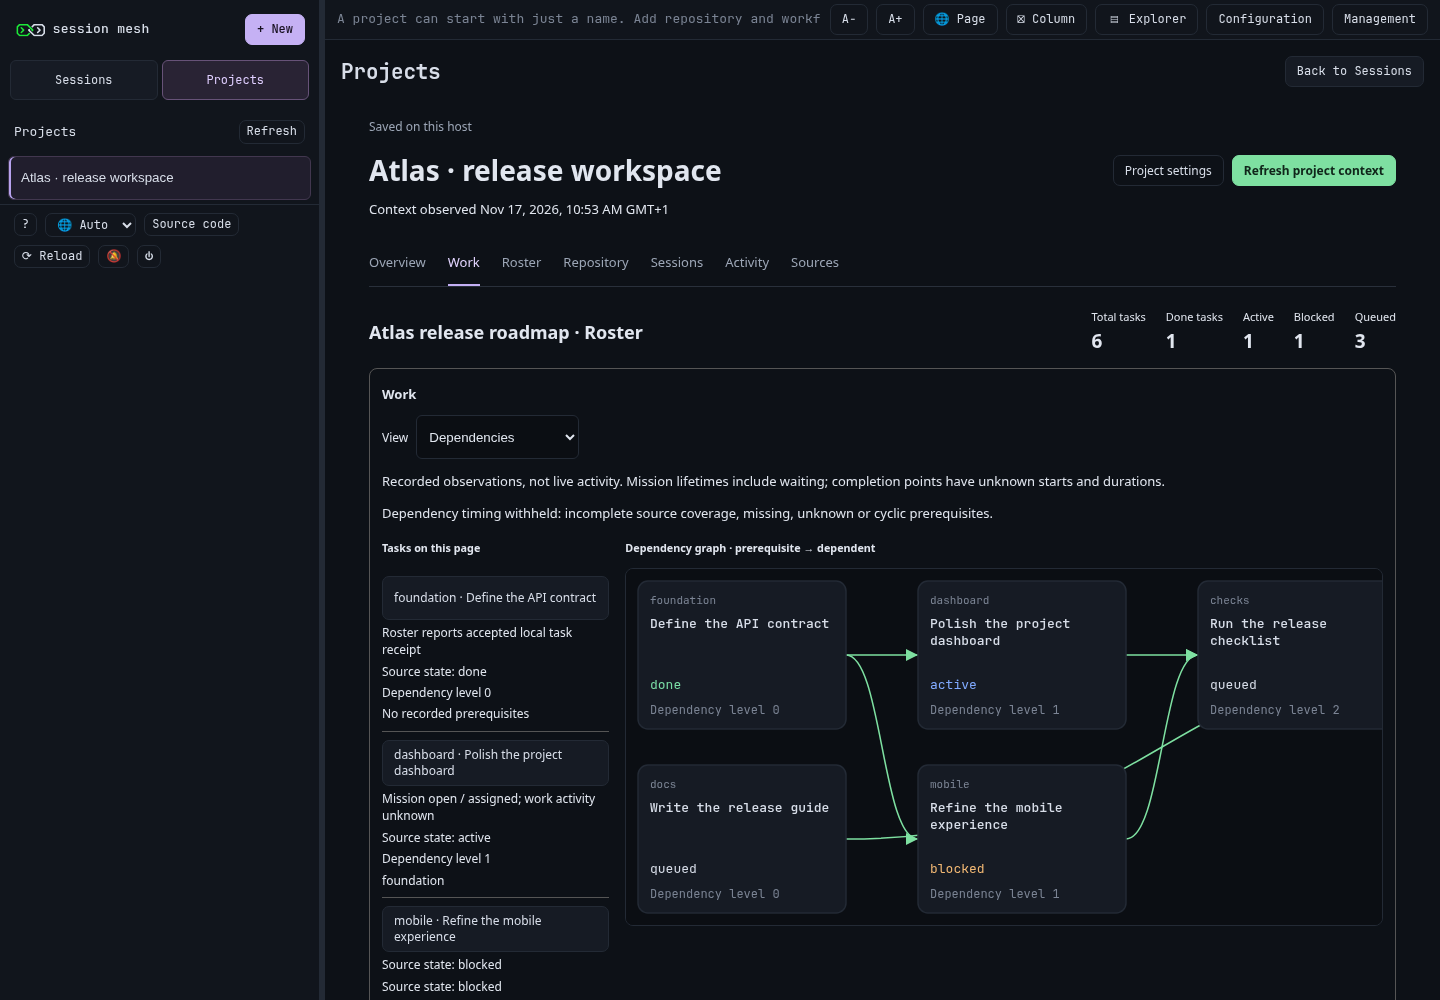 session mesh
+ New
Sessions
Projects
Projects
Refresh
Atlas · release workspace
?
🌐 Auto
Source code
⟳ Reload
A project can start with just a name. Add repository and workf
A-
A+
🌐 Page
Column
Explorer
Configuration
Management
Projects
Back to Sessions
Saved on this host
Atlas · release workspace
Project settings
Refresh project context
Context observed Nov 17, 2026, 10:53 AM GMT+1
Overview
Work
Roster
Repository
Sessions
Activity
Sources
Atlas release roadmap · Roster
Total tasks
6
Done tasks
1
Active
1
Blocked
1
Queued
3
Work
View
Dependencies
Recorded observations, not live activity. Mission lifetimes include waiting; completion points have unknown starts and durations.
Dependency timing withheld: incomplete source coverage, missing, unknown or cyclic prerequisites.
Tasks on this page
foundation · Define the API contract
Roster reports accepted local task
receipt
Source state: done
Dependency level 0
No recorded prerequisites
dashboard · Polish the project
dashboard
Mission open / assigned; work activity
unknown
Source state: active
Dependency level 1
foundation
mobile · Refine the mobile
experience
Source state: blocked
Source state: blocked
Dependency graph · prerequisite → dependent
foundation
Define the API contract
done
Dependency level 0
dashboard
Polish the project
dashboard
active
Dependency level 1
checks
Run the release
checklist
queued
Dependency level 2
docs
Write the release guide
queued
Dependency level 0
mobile
Refine the mobile
experience
blocked
Dependency level 1